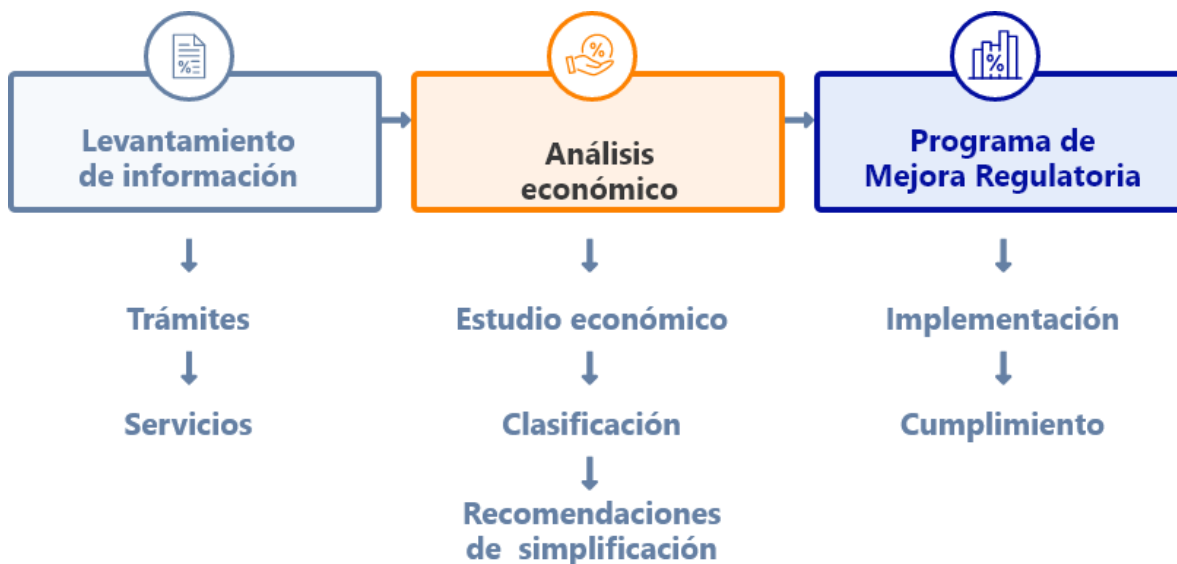 Levantamiento
de información
Trámites
Servicios
Análisis
económico
Estudio económico
Clasificación
Recomendaciones
de simplificación
Programa de
Mejora Regulatoria
Implementación
Cumplimiento